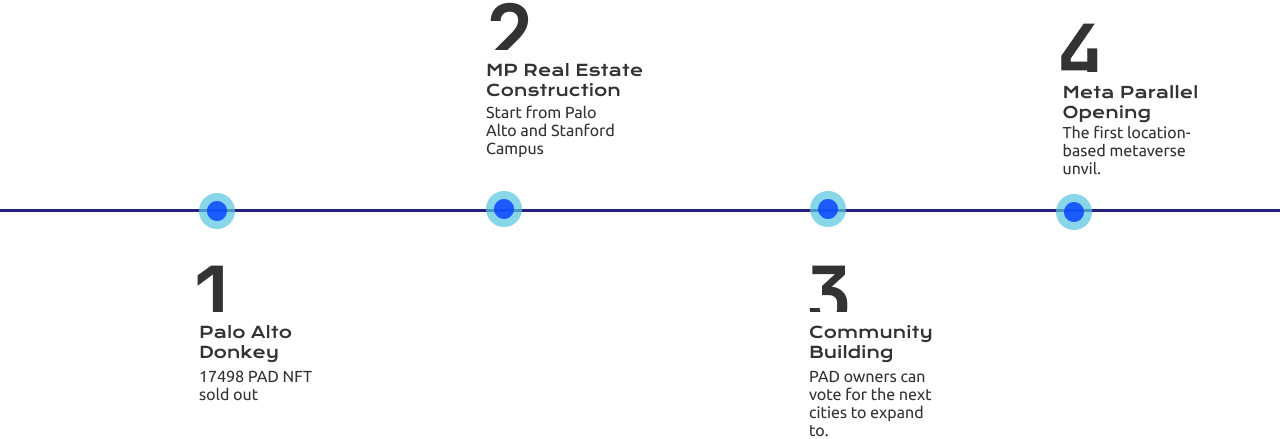 1
Palo Alto
Donkey
17498 PAD NFT
sold out
2
MP Real Estate
Construction
Start from Palo
Alto and Stanford
Campus
3
Community
Building
PAD owners can
vote for the next
cities to expand
to.
4
Meta Parallel
Opening
The first location-
based metaverse
unvil.